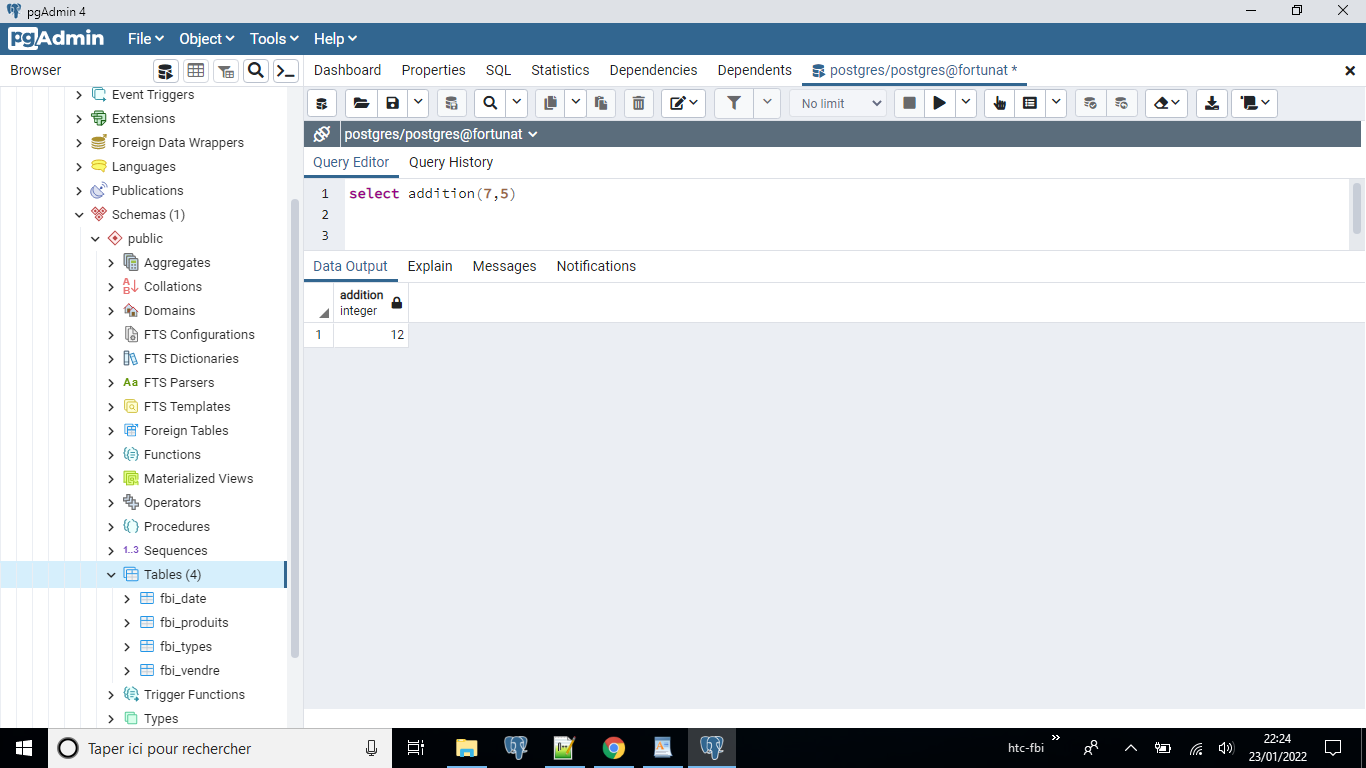 pgAdmin 4
pgAdmin File Object Tools Help
Browser
Dashboard Properties SQL Statistics Dependencies Dependents postgres/postgres@fortunat *
No limit
postgres/postgres@fortunat
Query Editor Query History
1 select addition(7,5)
2
3
Data Output Explain Messages Notifications
addition
integer
1 12
Event Triggers
Extensions
Foreign Data Wrappers
Languages
Publications
Schemas (1)
public
Aggregates
Collations
Domains
FTS Configurations
FTS Dictionaries
Aa FTS Parsers
FTS Templates
Foreign Tables
Functions
Materialized Views
Operators
Procedures
1..3 Sequences
Tables (4)
fbi_date
fbi_produits
fbi_types
fbi_vendre
Trigger Functions
Types
Taper ici pour rechercher
htc-fbi
22:24
23/01/2022